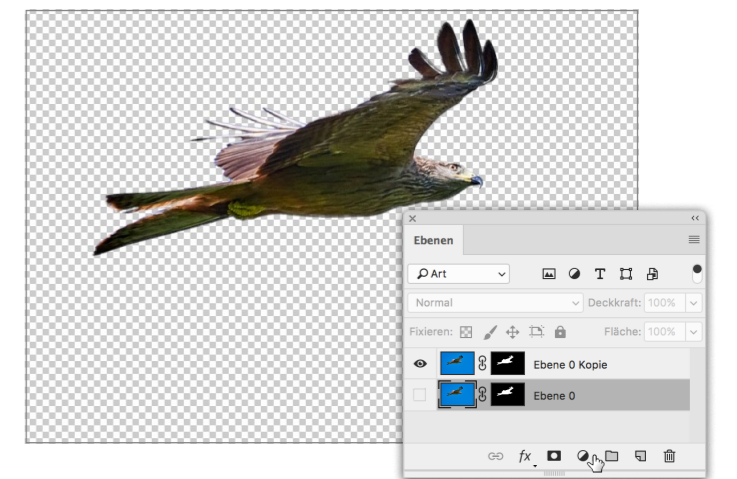 Ebenen
Art
Normal Deckkraft: 100%
Fixieren: Fläche: 100%
Ebene 0 Kopie
Ebene 0
fx